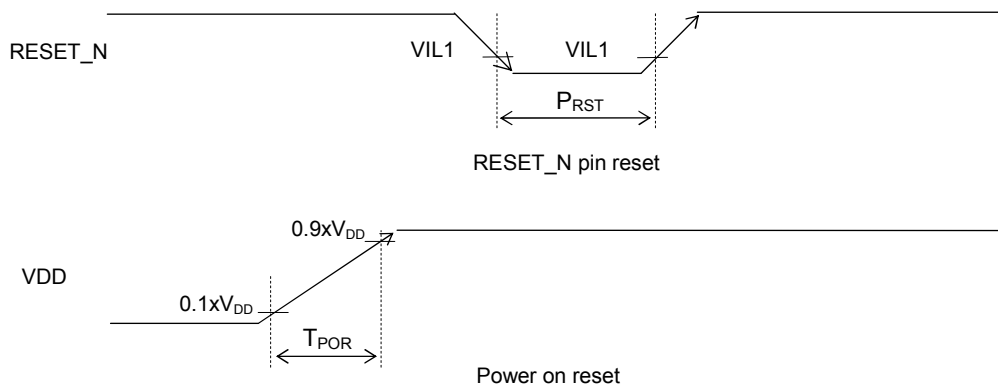 RESET_N
VIL1
VIL1
PRST
RESET_N pin reset
0.9xVDD
VDD
0.1xVDD
TPOR
Power on reset